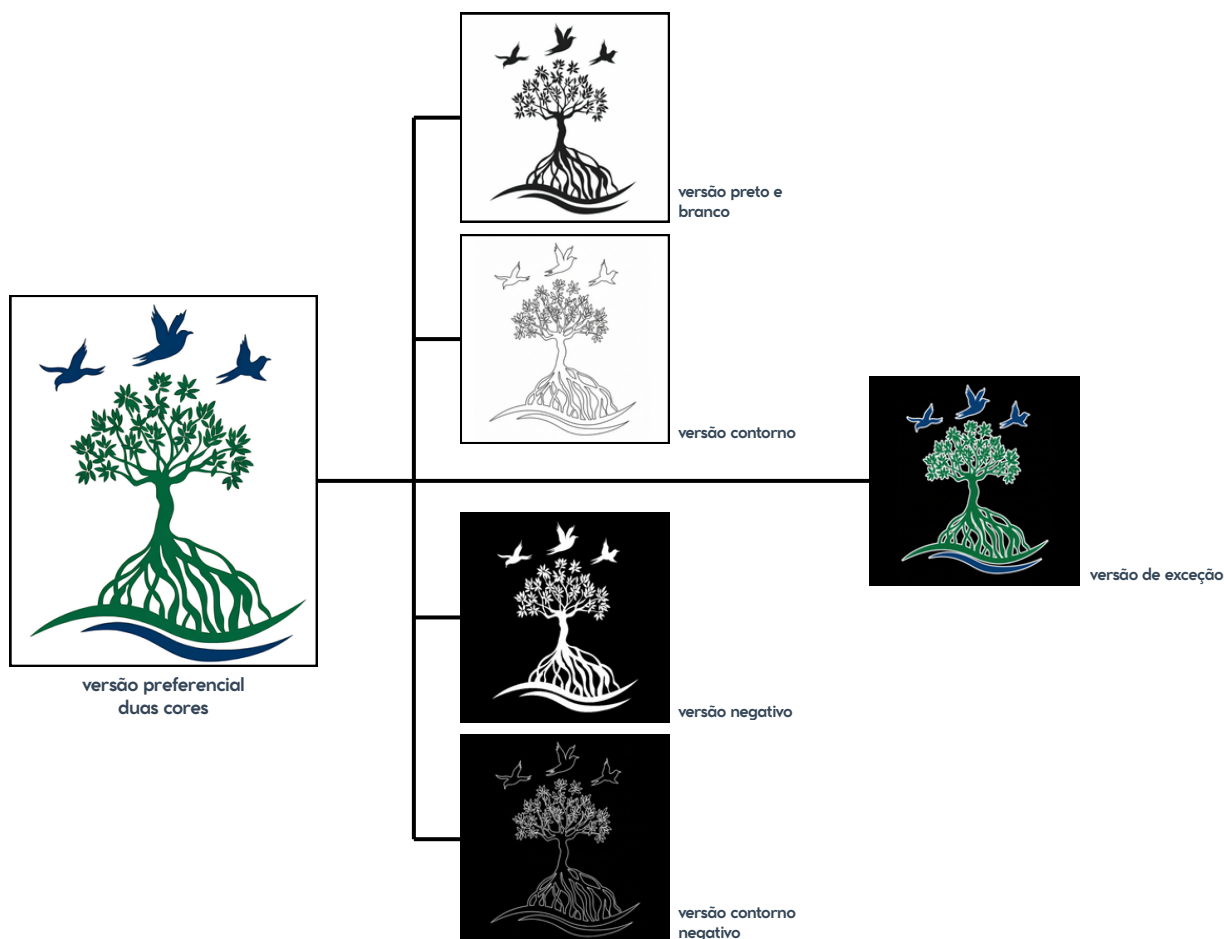 versão preto e
branco
versão contorno
versão preferencial
duas cores
versão de exceção
versão negativo
versão contorno
negativo